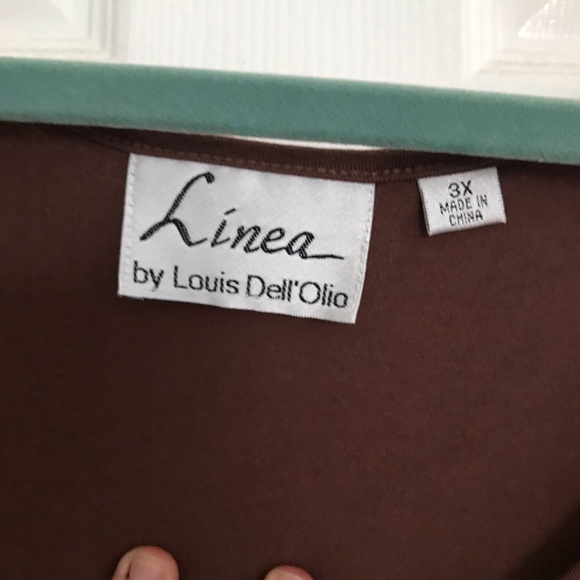 Linea
by Louis Dell'Olio
3X
MADE IN
CHINA